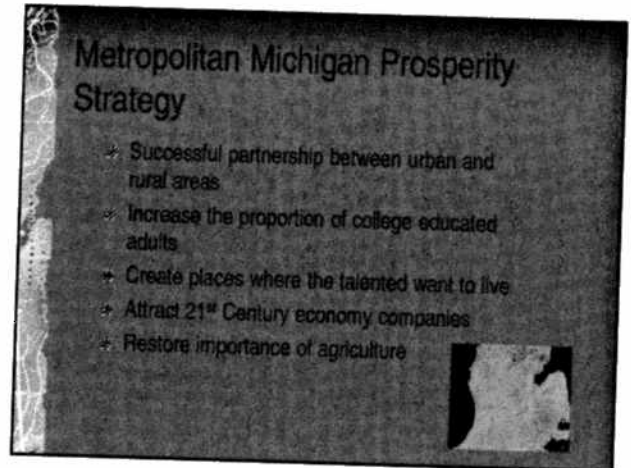 Metropolitan Michigan Prosperity
Strategy
Successful partnership between urban and
rural areas
Increase the proportion of college educated
adults
Create places where the talented want to live
Attract 21st Century economy companies
Restore importance of agriculture